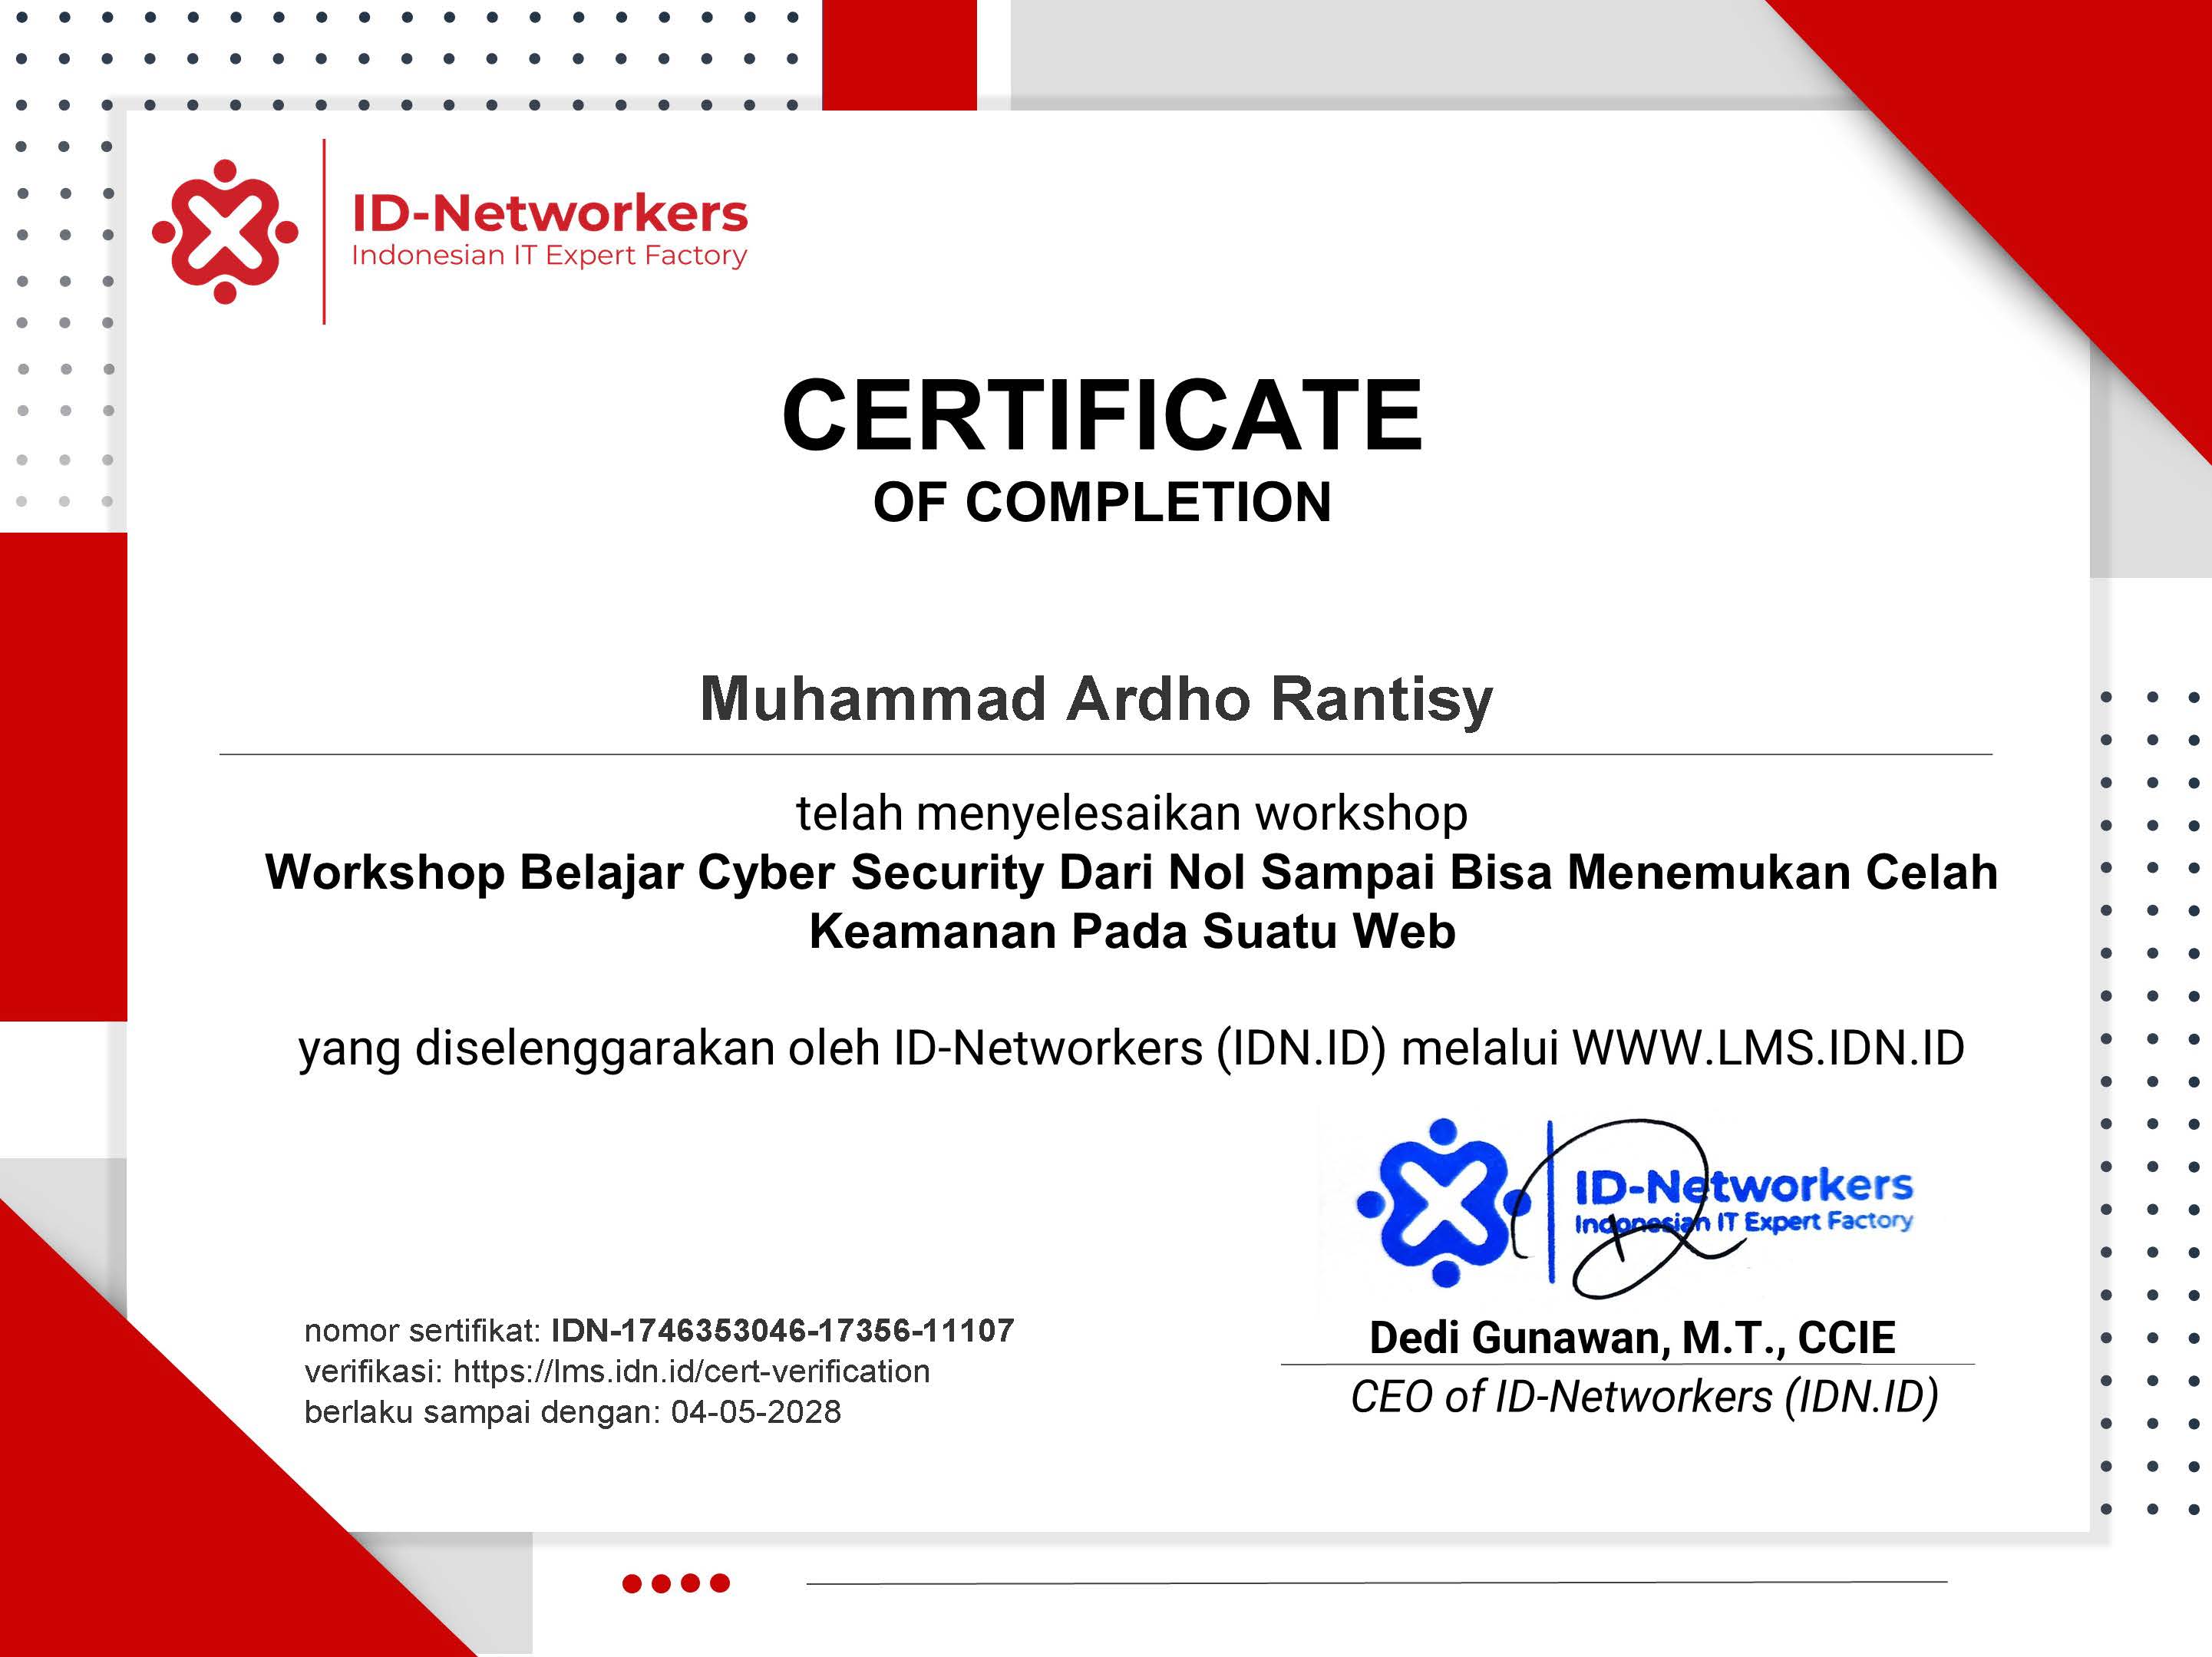 ID-Networkers
Indonesian IT Expert Factory
CERTIFICATE
OF COMPLETION
Muhammad Ardho Rantisy
telah menyelesaikan workshop
Workshop Belajar Cyber Security Dari Nol Sampai Bisa Menemukan Celah
Keamanan Pada Suatu Web
yang diselenggarakan oleh ID-Networkers (IDN.ID) melalui WWW.LMS.IDN.ID
ID-Networkers
Indonesian IT Expert Factory
nomor sertifikat: IDN-1746353046-17356-11107
verifikasi: https://lms.idn.id/cert-verification
berlaku sampai dengan: 04-05-2028
Dedi Gunawan, M.T., CCIE
CEO of ID-Networkers (IDN.ID)